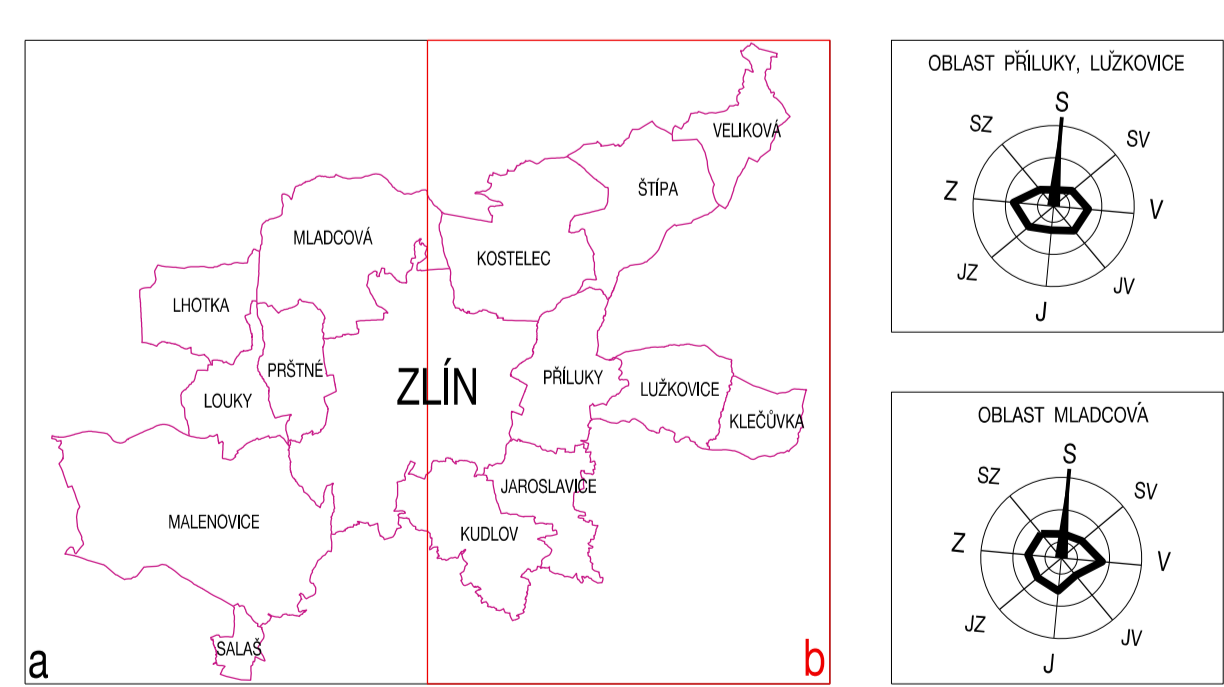 VELIKOVÁ
ŠTÍPA
MLADCOVÁ
KOSTELEC
LHOTKA
PRŠTNÉ
PŘÍLUKY
LOUKY
ZLÍN
LUŽKOVICE
KLEČŮVKA
JAROSLAVICE
MALENOVICE
KUDLOV
SALAŠ
a
b
OBLAST PŘÍLUKY, LUŽKOVICE
S
SZ
SV
Z
V
JZ
JV
J
OBLAST MLADCOVÁ
S
SZ
SV
Z
V
JZ
JV
J